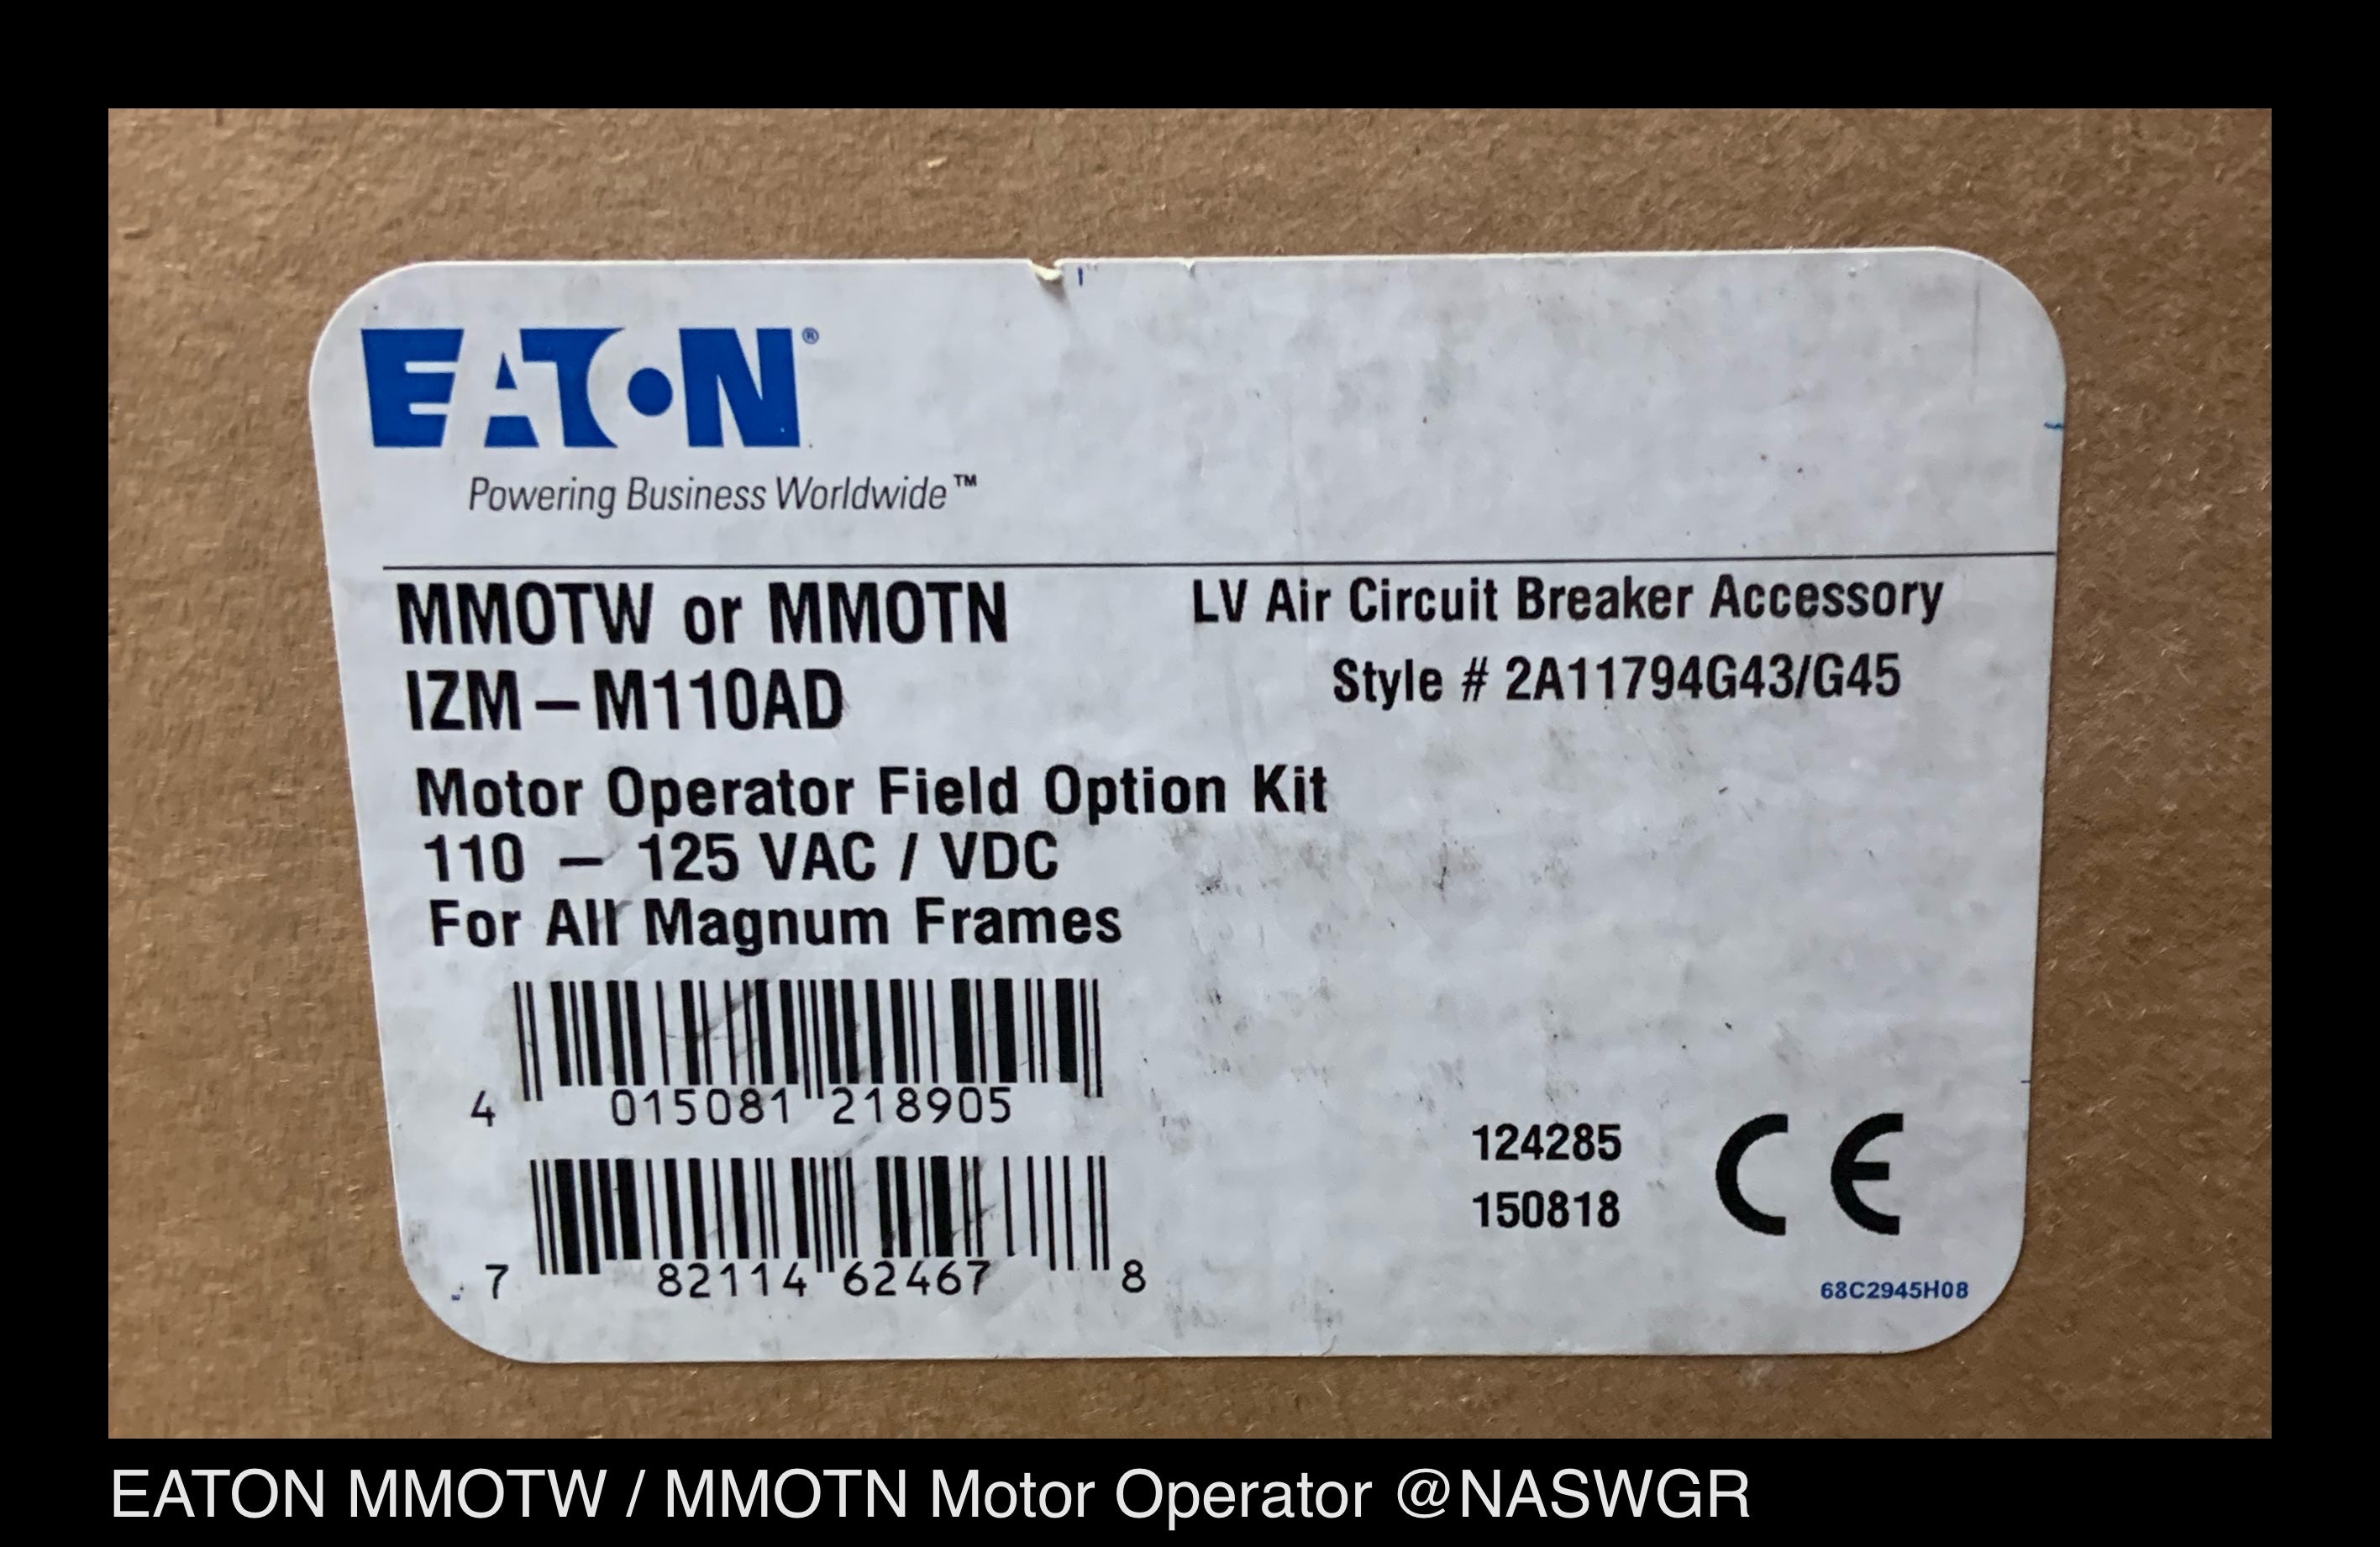 EATON®
Powering Business Worldwide™
MMOTW or MMOTN
IZM – M110AD
LV Air Circuit Breaker Accessory
Style # 2A11794G43/G45
Motor Operator Field Option Kit
110 – 125 VAC / VDC
For All Magnum Frames
4 015081 218905
7 82114 62467 8
124285
150818
CE
68C2945H08
EATON MMOTW / MMOTN Motor Operator @NASWGR